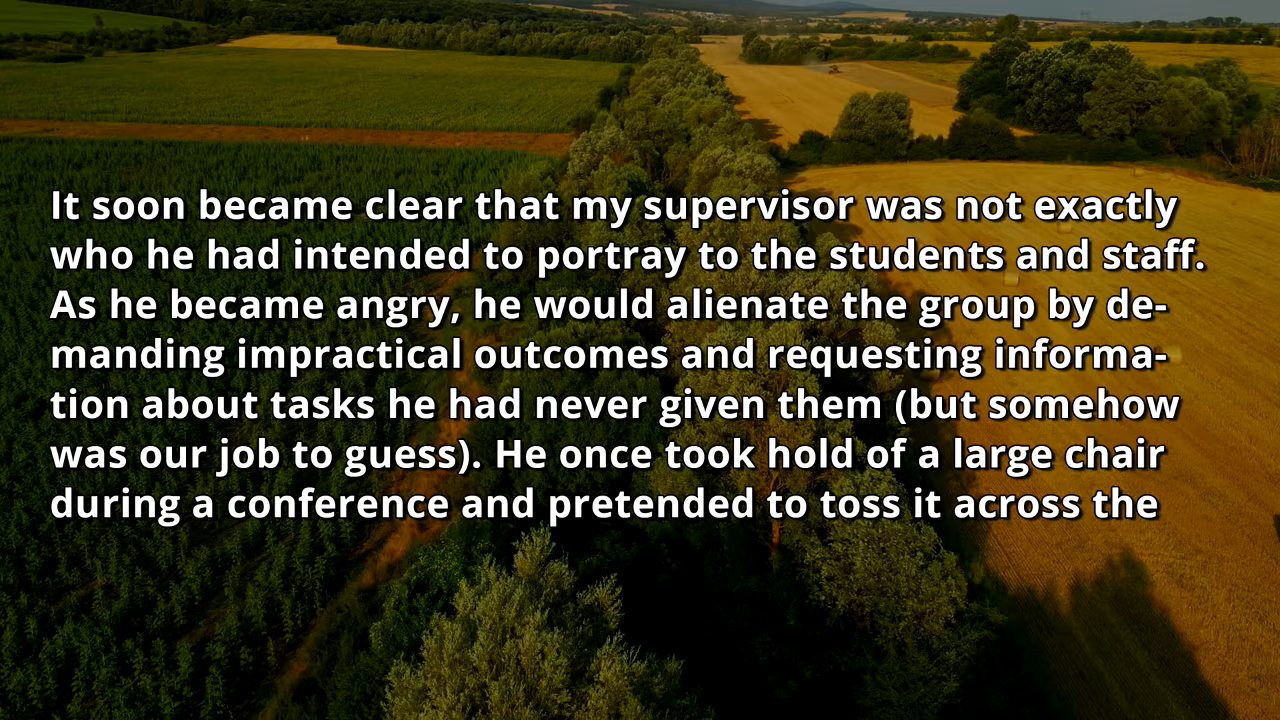 It soon became clear that my supervisor was not exactly
who he had intended to portray to the students and staff.
As he became angry, he would alienate the group by de-
manding impractical outcomes and requesting informa-
tion about tasks he had never given them (but somehow
was our job to guess). He once took hold of a large chair
during a conference and pretended to toss it across the